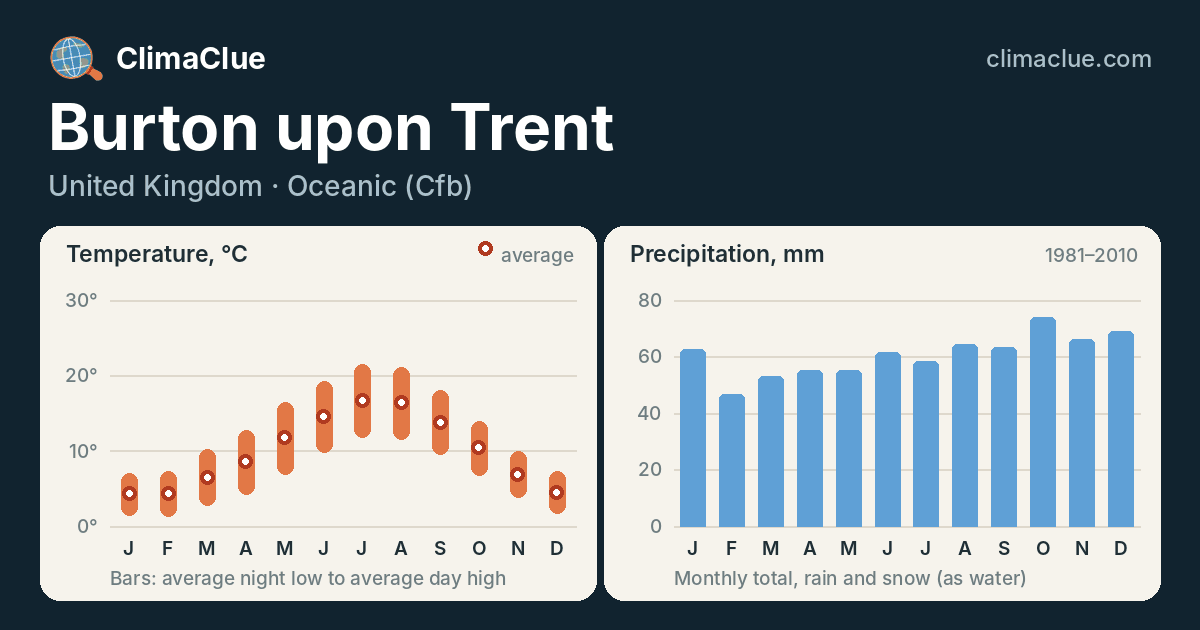 ClimaClue
climaclue.com
Burton upon Trent
United Kingdom · Oceanic (Cfb)
Temperature, °C
average
30°
20°
10°
0°
J F M A M J J A S O N D
Bars: average night low to average day high
Precipitation, mm
1981–2010
80
60
40
20
0
J F M A M J J A S O N D
Monthly total, rain and snow (as water)